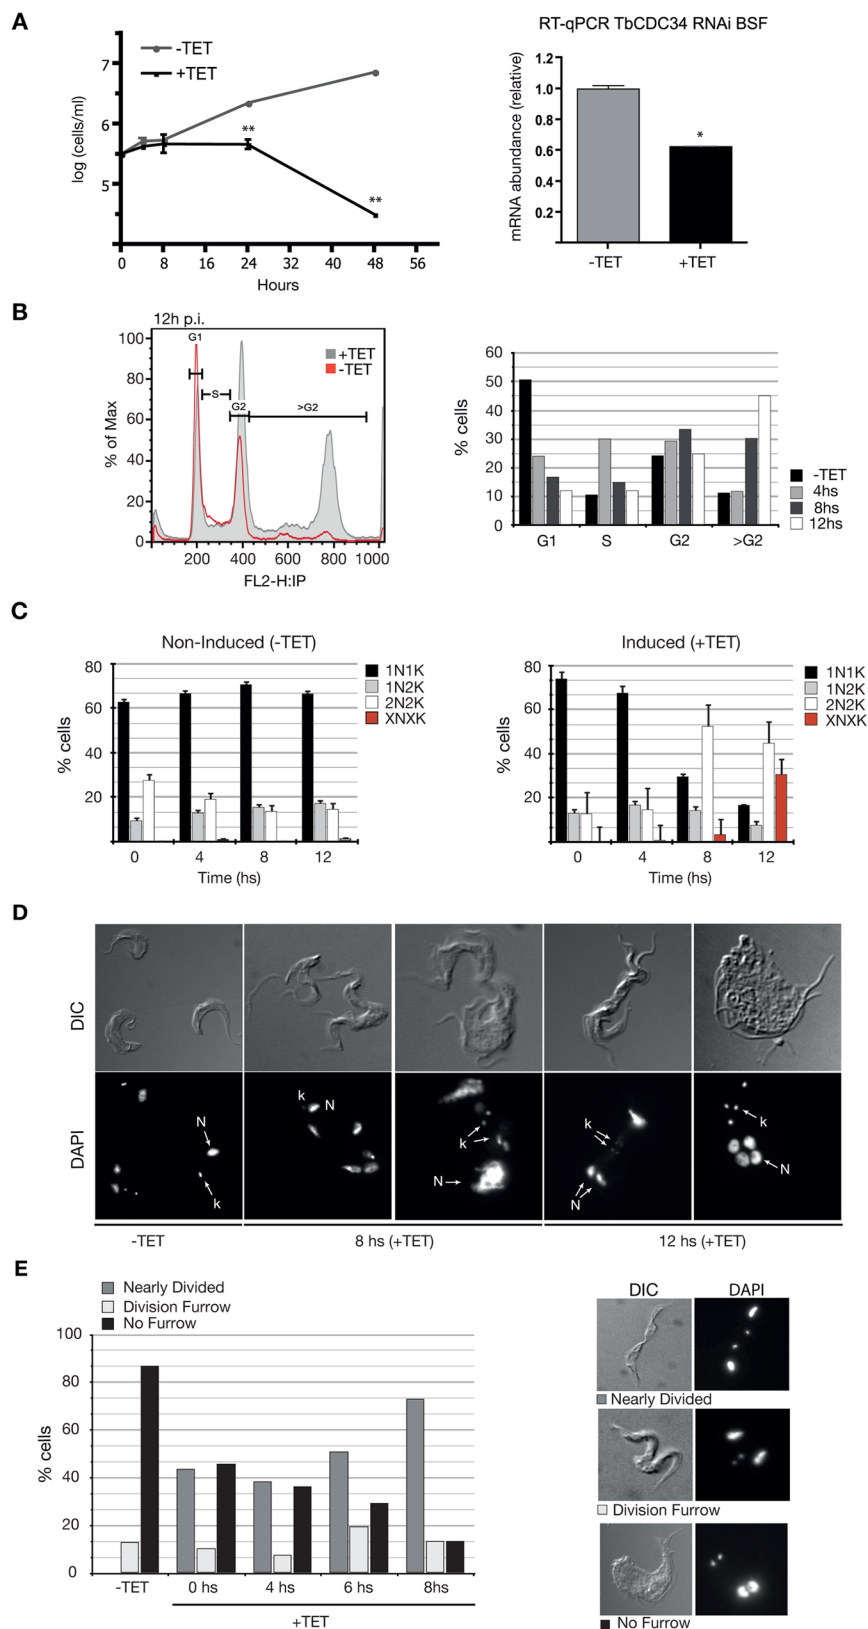 A
-TET
+TET
7
6
5
log (cells/ml)
**
**
0 8 16 24 32 40 48 56
Hours
RT-qPCR TbCDC34 RNAi BSF
mRNA abundance (relative)
1.0
0.8
0.6
0.4
0.2
*
-TET +TET
B
12h p.i.
G1
S
G2
>G2
+TET
-TET
% of Max
100
80
60
40
20
0
200 400 600 800 1000
FL2-H:IP
% cells
60
50
40
30
20
10
0
G1 S G2 >G2
-TET
4hs
8hs
12hs
C
Non-Induced (-TET)
% cells
80
60
40
20
0 4 8 12
Time (hs)
1N1K
1N2K
2N2K
XNXK
Induced (+TET)
% cells
80
60
40
20
0 4 8 12
Time (hs)
1N1K
1N2K
2N2K
XNXK
D
DIC
DAPI
N
k
k
N
k
N
k
N
k
N
-TET
8 hs (+TET)
12 hs (+TET)
E
Nearly Divided
Division Furrow
No Furrow
% cells
100
80
60
40
20
0
-TET 0 hs 4 hs 6 hs 8hs
+TET
DIC DAPI
Nearly Divided
Division Furrow
No Furrow